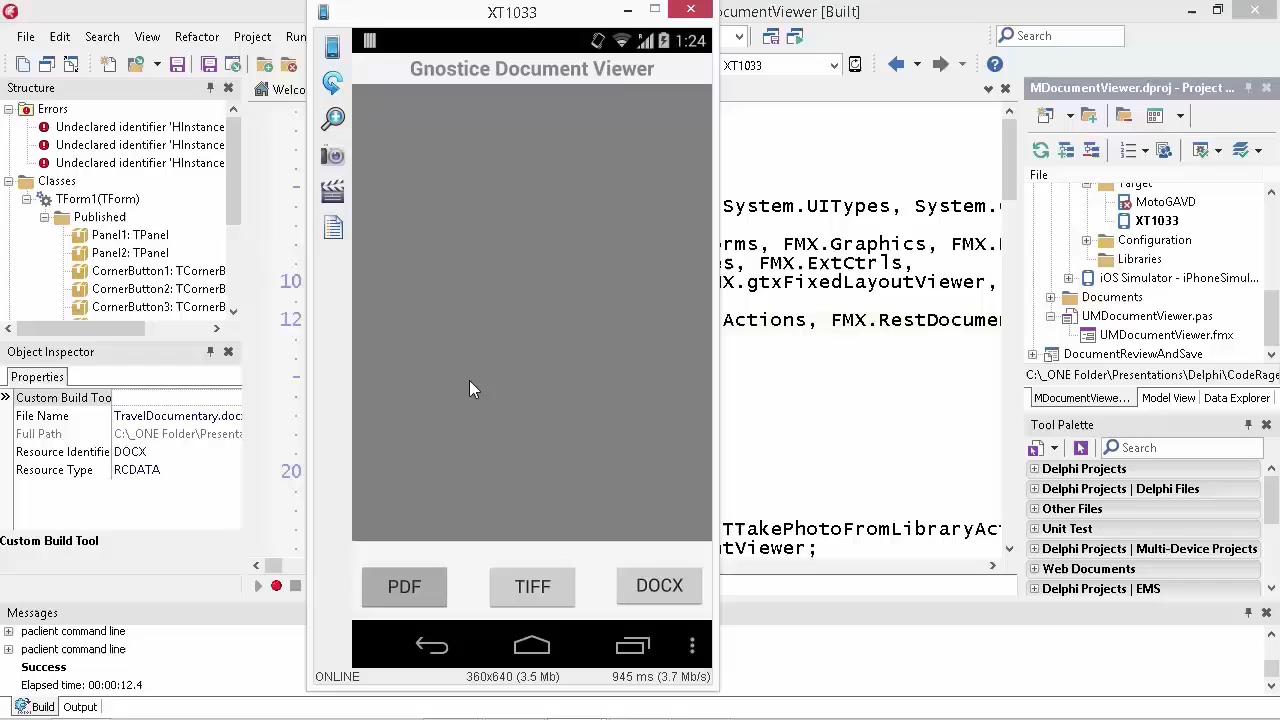 XT1033
ocumentViewer [Built]
File Edit Search View Refactor Project Run
Search
XT1033
1:24
Structure
Welco
MDocumentViewer.dproj - Project ...
Gnostice Document Viewer
Errors
Undeclared identifier 'HInstance
Undeclared identifier 'HInstance
Undeclared identifier 'HInstance
Classes
Form1(TForm)
Published
Panel1: TPanel
Panel2: TPanel
CornerButton1: TCornerB
CornerButton2: TCornerB
CornerButton3: TCornerB
10
12
20
System.UITypes, System.
rms, FMX.Graphics, FMX.
s, FMX.ExtCtrls,
X.gtxFixedLayoutViewer,
Actions, FMX.RestDocumen
TTakePhotoFromLibraryAct
tViewer;
File
Target
MotoGAVD
XT1033
Configuration
Libraries
iOS Simulator - iPhoneSimul...
Documents
UMDocumentViewer.pas
UMDocumentViewer.fmx
DocumentReviewAndSave
C:\_ONE Folder\Presentations\Delphi\CodeRage
MDocumentViewe... Model View Data Explorer
Object Inspector
Properties
Custom Build Too
File Name TravelDocumentary.doc
Full Path C:\_ONE Folder\Present
Resource Identifie DOCX
Resource Type RCDATA
Custom Build Tool
Tool Palette
Search
Delphi Projects
Delphi Projects | Delphi Files
Other Files
Unit Test
Delphi Projects | Multi-Device Projects
Web Documents
Delphi Projects | EMS
PDF TIFF DOCX
Messages
paclient command line
paclient command line
Success
Elapsed time: 00:00:12.4
Build Output
ONLINE 360x640 (3.5 Mb) 945 ms (3.7 Mb/s)